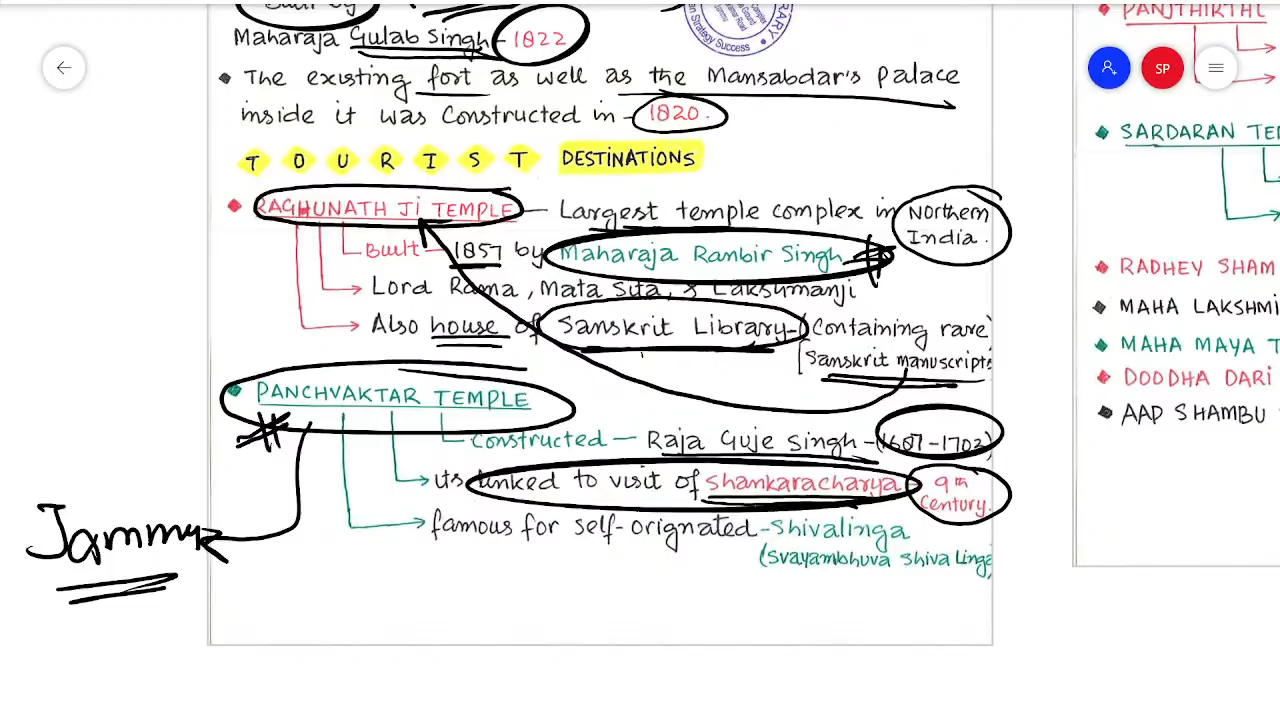 Maharaja Gulab Singh - 1822
• The existing fort as well as the Mansabdar's Palace
inside it was Constructed in - 1820.
TOURIST DESTINATIONS
RAGHUNATH Ji TEMPLE — Largest temple complex in Northern India.
Built - 1857 by Maharaja Ranbir Singh
Lord Rama, Mata Sita, & Lakshmanji
Also house of Sanskrit Library - (Containing rare
Sanskrit manuscripts
PANCHVAKTAR TEMPLE
Constructed — Raja Guje Singh - (1687-1703)
its linked to visit of Shankaracharya - 9th Century.
famous for self-orignated - Shivalinga
(Svayambhuva Shiva Linga
Jammu
PANJTHIRTHI
SARDARAN TE
RADHEY SHAM
MAHA LAKSHMI
MAHA MAYA T
DOODHA DARI
AAP SHAMBU
SP
Strategy Success